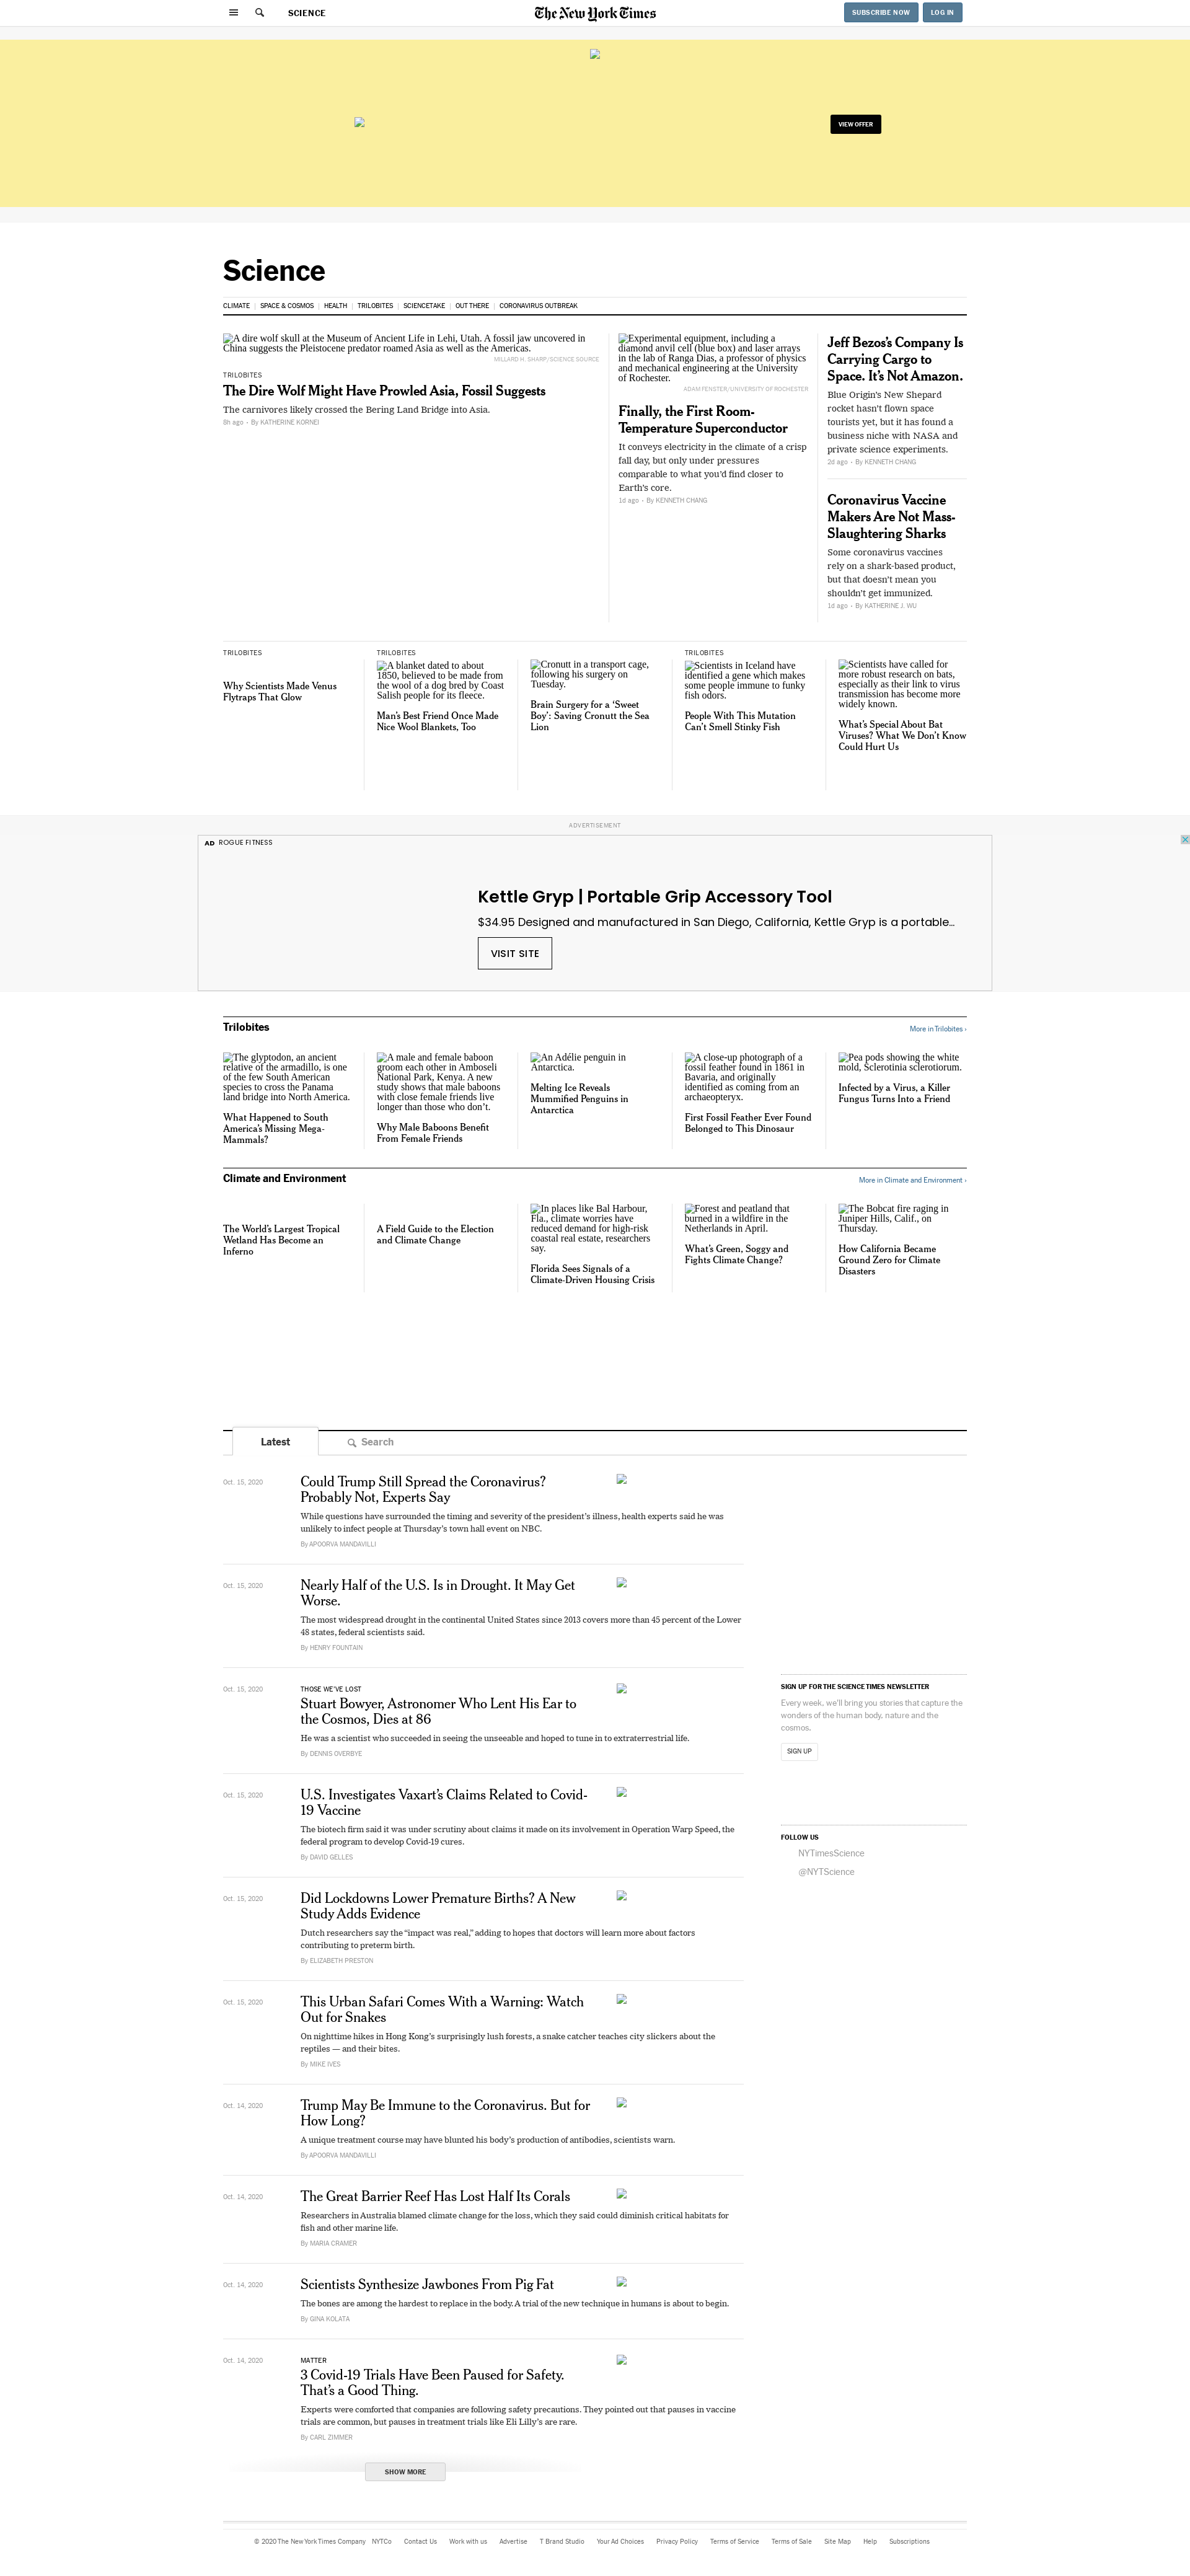 SCIENCE
The New York Times
SUBSCRIBE NOW
LOG IN
VIEW OFFER
Science
CLIMATE
SPACE & COSMOS
HEALTH
TRILOBITES
SCIENCETAKE
OUT THERE
CORONAVIRUS OUTBREAK
A dire wolf skull at the Museum of Ancient Life in Lehi, Utah. A fossil jaw uncovered in
China suggests the Pleistocene predator roamed Asia as well as the Americas.
MILLARD H. SHARP/SCIENCE SOURCE
TRILOBITES
The Dire Wolf Might Have Prowled Asia, Fossil Suggests
The carnivores likely crossed the Bering Land Bridge into Asia.
8h ago · By KATHERINE KORNEI
Experimental equipment, including a
diamond anvil cell (blue box) and laser arrays
in the lab of Ranga Dias, a professor of physics
and mechanical engineering at the University
of Rochester.
ADAM FENSTER/UNIVERSITY OF ROCHESTER
Finally, the First Room-
Temperature Superconductor
It conveys electricity in the climate of a crisp
fall day, but only under pressures
comparable to what you'd find closer to
Earth's core.
1d ago · By KENNETH CHANG
Jeff Bezos's Company Is
Carrying Cargo to
Space. It's Not Amazon.
Blue Origin's New Shepard
rocket hasn't flown space
tourists yet, but it has found a
business niche with NASA and
private science experiments.
2d ago · By KENNETH CHANG
Coronavirus Vaccine
Makers Are Not Mass-
Slaughtering Sharks
Some coronavirus vaccines
rely on a shark-based product,
but that doesn't mean you
shouldn't get immunized.
1d ago · By KATHERINE J. WU
TRILOBITES
Why Scientists Made Venus
Flytraps That Glow
TRILOBITES
A blanket dated to about
1850, believed to be made from
the wool of a dog bred by Coast
Salish people for its fleece.
Man's Best Friend Once Made
Nice Wool Blankets, Too
Cronutt in a transport cage,
following his surgery on
Tuesday.
Brain Surgery for a 'Sweet
Boy': Saving Cronutt the Sea
Lion
TRILOBITES
Scientists in Iceland have
identified a gene which makes
some people immune to funky
fish odors.
People With This Mutation
Can't Smell Stinky Fish
Scientists have called for
more robust research on bats,
especially as their link to virus
transmission has become more
widely known.
What's Special About Bat
Viruses? What We Don't Know
Could Hurt Us
ADVERTISEMENT
AD ROGUE FITNESS
Kettle Gryp | Portable Grip Accessory Tool
$34.95 Designed and manufactured in San Diego, California, Kettle Gryp is a portable...
VISIT SITE
Trilobites
More in Trilobites ›
The glyptodon, an ancient
relative of the armadillo, is one
of the few South American
species to cross the Panama
land bridge into North America.
What Happened to South
America's Missing Mega-
Mammals?
A male and female baboon
groom each other in Amboseli
National Park, Kenya. A new
study shows that male baboons
with close female friends live
longer than those who don't.
Why Male Baboons Benefit
From Female Friends
An Adélie penguin in
Antarctica.
Melting Ice Reveals
Mummified Penguins in
Antarctica
A close-up photograph of a
fossil feather found in 1861 in
Bavaria, and originally
identified as coming from an
archaeopteryx.
First Fossil Feather Ever Found
Belonged to This Dinosaur
Pea pods showing the white
mold, Sclerotinia sclerotiorum.
Infected by a Virus, a Killer
Fungus Turns Into a Friend
Climate and Environment
More in Climate and Environment ›
The World's Largest Tropical
Wetland Has Become an
Inferno
A Field Guide to the Election
and Climate Change
In places like Bal Harbour,
Fla., climate worries have
reduced demand for high-risk
coastal real estate, researchers
say.
Florida Sees Signals of a
Climate-Driven Housing Crisis
Forest and peatland that
burned in a wildfire in the
Netherlands in April.
What's Green, Soggy and
Fights Climate Change?
The Bobcat fire raging in
Juniper Hills, Calif., on
Thursday.
How California Became
Ground Zero for Climate
Disasters
Latest
Search
Oct. 15, 2020
Could Trump Still Spread the Coronavirus?
Probably Not, Experts Say
While questions have surrounded the timing and severity of the president's illness, health experts said he was
unlikely to infect people at Thursday's town hall event on NBC.
By APOORVA MANDAVILLI
Oct. 15, 2020
Nearly Half of the U.S. Is in Drought. It May Get
Worse.
The most widespread drought in the continental United States since 2013 covers more than 45 percent of the Lower
48 states, federal scientists said.
By HENRY FOUNTAIN
Oct. 15, 2020
THOSE WE'VE LOST
Stuart Bowyer, Astronomer Who Lent His Ear to
the Cosmos, Dies at 86
He was a scientist who succeeded in seeing the unseeable and hoped to tune in to extraterrestrial life.
By DENNIS OVERBYE
Oct. 15, 2020
U.S. Investigates Vaxart's Claims Related to Covid-
19 Vaccine
The biotech firm said it was under scrutiny about claims it made on its involvement in Operation Warp Speed, the
federal program to develop Covid-19 cures.
By DAVID GELLES
Oct. 15, 2020
Did Lockdowns Lower Premature Births? A New
Study Adds Evidence
Dutch researchers say the "impact was real," adding to hopes that doctors will learn more about factors
contributing to preterm birth.
By ELIZABETH PRESTON
Oct. 15, 2020
This Urban Safari Comes With a Warning: Watch
Out for Snakes
On nighttime hikes in Hong Kong's surprisingly lush forests, a snake catcher teaches city slickers about the
reptiles — and their bites.
By MIKE IVES
Oct. 14, 2020
Trump May Be Immune to the Coronavirus. But for
How Long?
A unique treatment course may have blunted his body's production of antibodies, scientists warn.
By APOORVA MANDAVILLI
Oct. 14, 2020
The Great Barrier Reef Has Lost Half Its Corals
Researchers in Australia blamed climate change for the loss, which they said could diminish critical habitats for
fish and other marine life.
By MARIA CRAMER
Oct. 14, 2020
Scientists Synthesize Jawbones From Pig Fat
The bones are among the hardest to replace in the body. A trial of the new technique in humans is about to begin.
By GINA KOLATA
Oct. 14, 2020
MATTER
3 Covid-19 Trials Have Been Paused for Safety.
That's a Good Thing.
Experts were comforted that companies are following safety precautions. They pointed out that pauses in vaccine
trials are common, but pauses in treatment trials like Eli Lilly's are rare.
By CARL ZIMMER
SHOW MORE
SIGN UP FOR THE SCIENCE TIMES NEWSLETTER
Every week, we'll bring you stories that capture the
wonders of the human body, nature and the
cosmos.
SIGN UP
FOLLOW US
NYTimesScience
@NYTScience
© 2020 The New York Times Company
NYTCo
Contact Us
Work with us
Advertise
T Brand Studio
Your Ad Choices
Privacy Policy
Terms of Service
Terms of Sale
Site Map
Help
Subscriptions